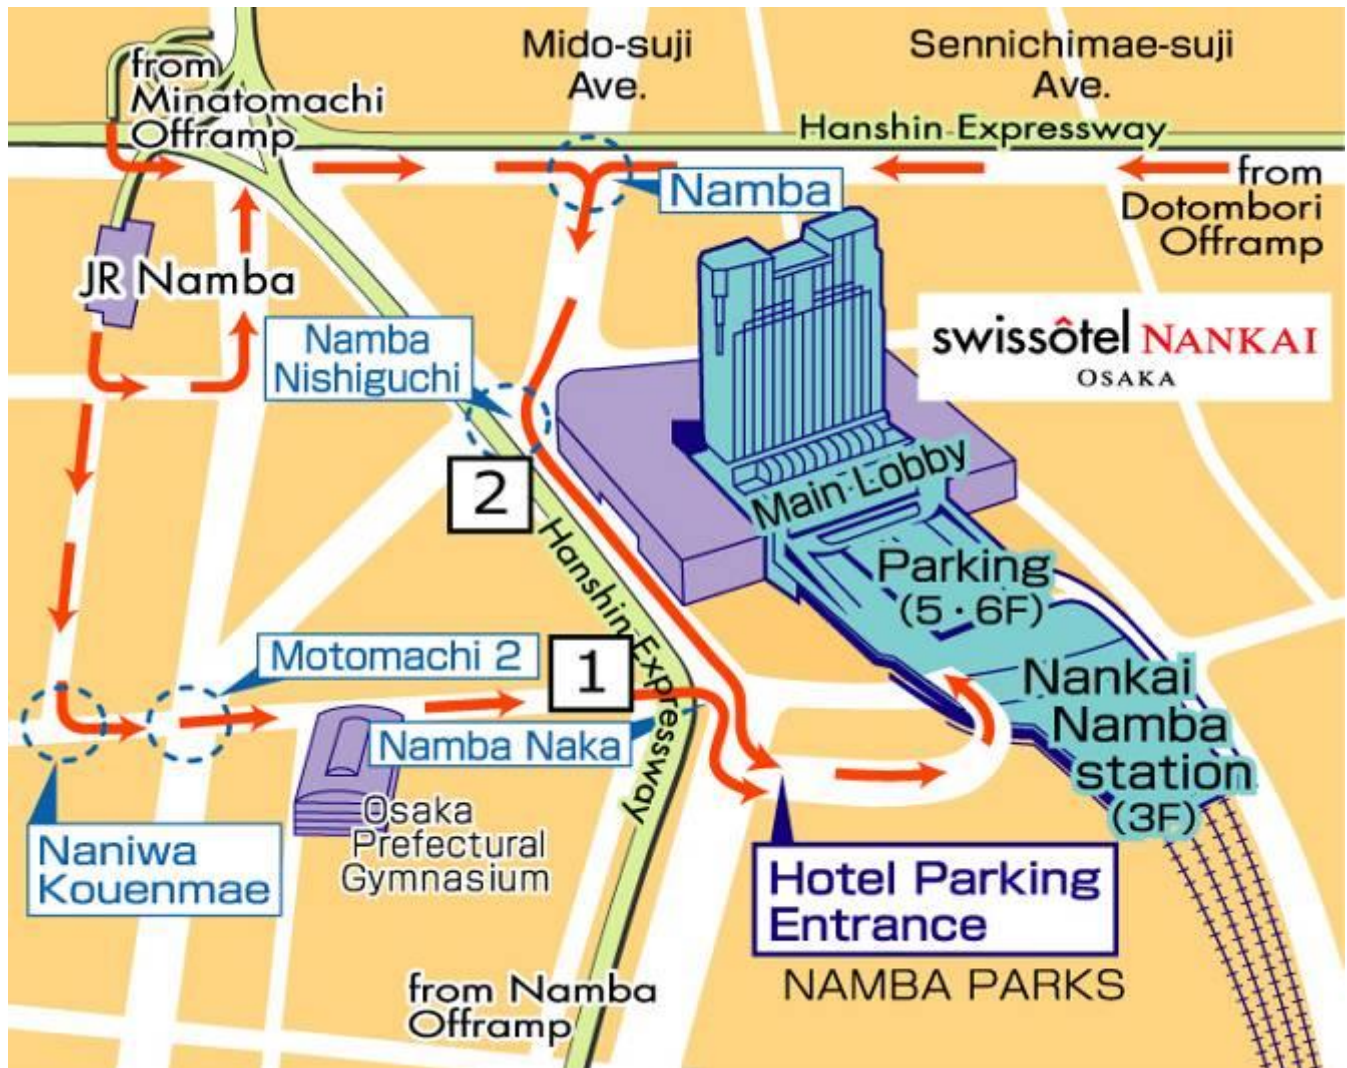 Mido-suji
Ave.
Sennichimae-suji
Ave.
from
Minatomachi
Offramp
Hanshin Expressway
from
Dotombori
Offramp
Namba
JR Namba
Namba
Nishiguchi
swissôtel NANKAI
OSAKA
2
Main Lobby
Hanshin Expressway
Parking
(5・6F)
Motomachi 2
1
Nankai
Namba
station
(3F)
Namba Naka
Osaka
Prefectural
Gymnasium
Naniwa
Kouenmae
Hotel Parking
Entrance
NAMBA PARKS
from Namba
Offramp